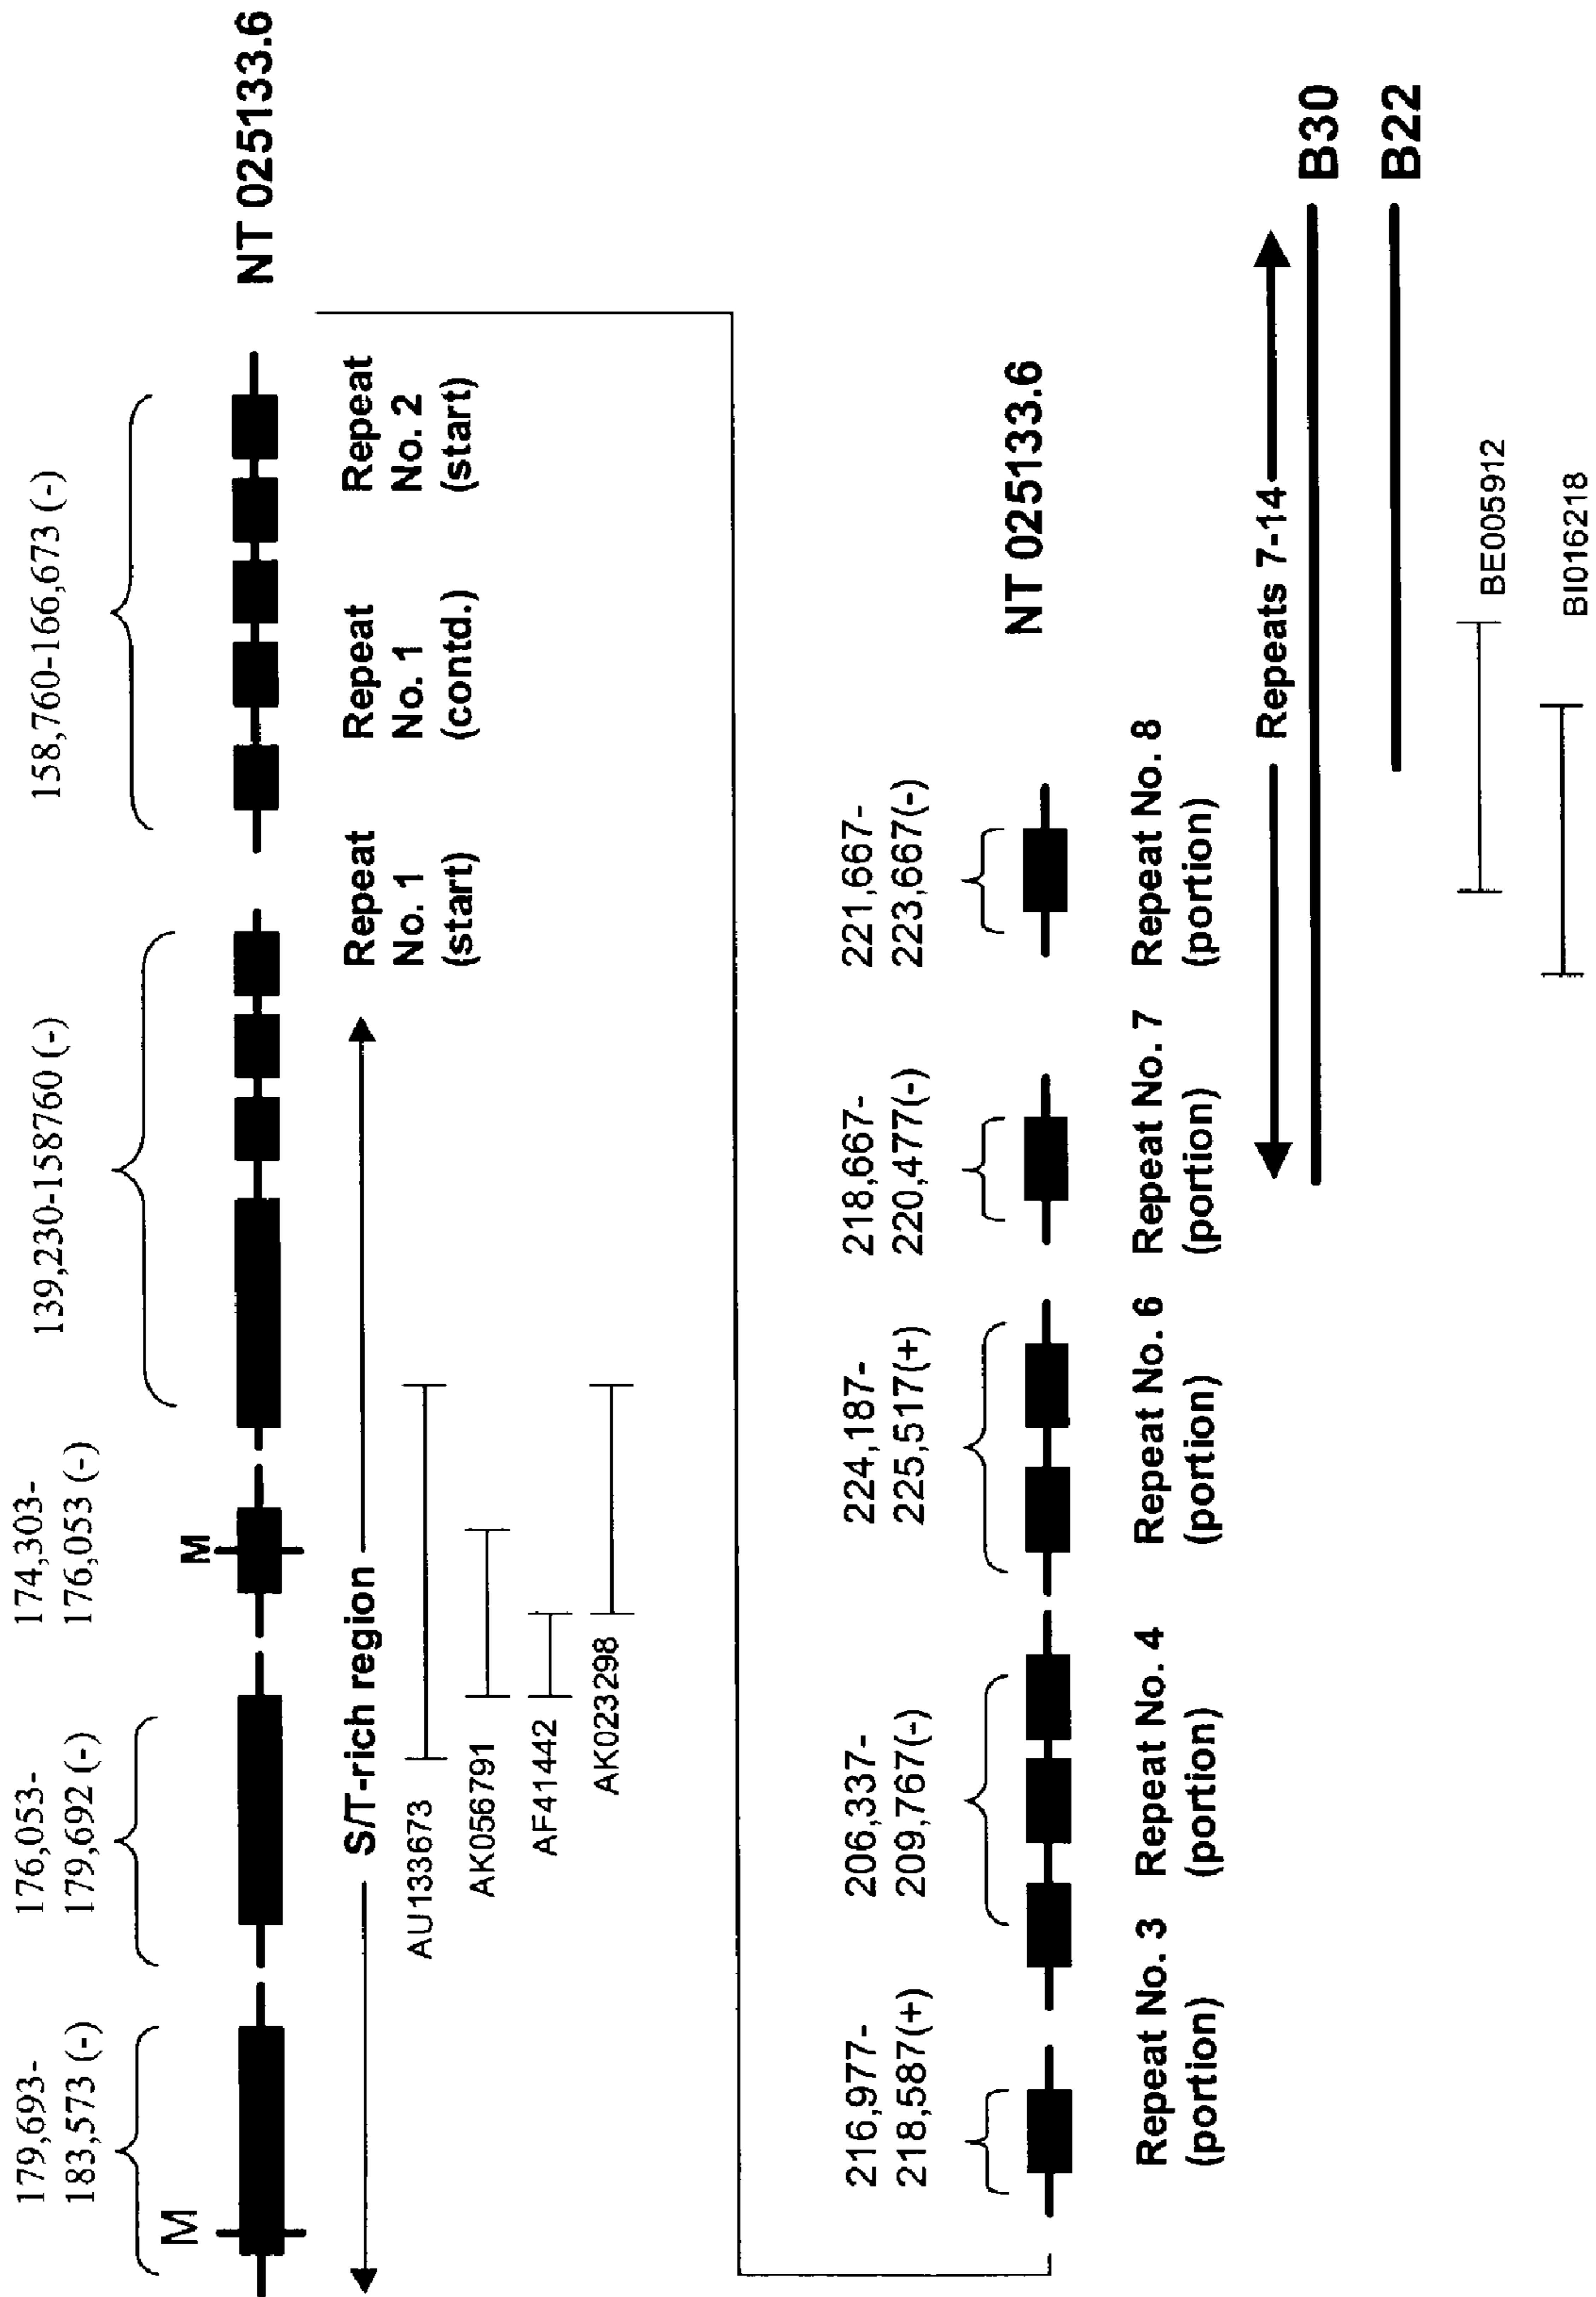 179,693-
183,573 (-)
176,053-
179,692 (-)
174,303-
176,053 (-)
139,230-158760 (-)
158,760-166,673 (-)
M
M
NT 025133.6
S/T-rich region
Repeat
No. 1
(start)
Repeat
No. 1
(contd.)
Repeat
No. 2
(start)
AU133673
AK056791
AF41442
AK023298
216,977-
218,587(+)
206,337-
209,767(-)
224,187-
225,517(+)
218,667-
220,477(-)
221,667-
223,667(-)
NT 025133.6
Repeat No. 3
(portion)
Repeat No. 4
(portion)
Repeat No. 6
(portion)
Repeat No. 7
(portion)
Repeat No. 8
(portion)
Repeats 7-14
B30
B22
BE005912
BI016218